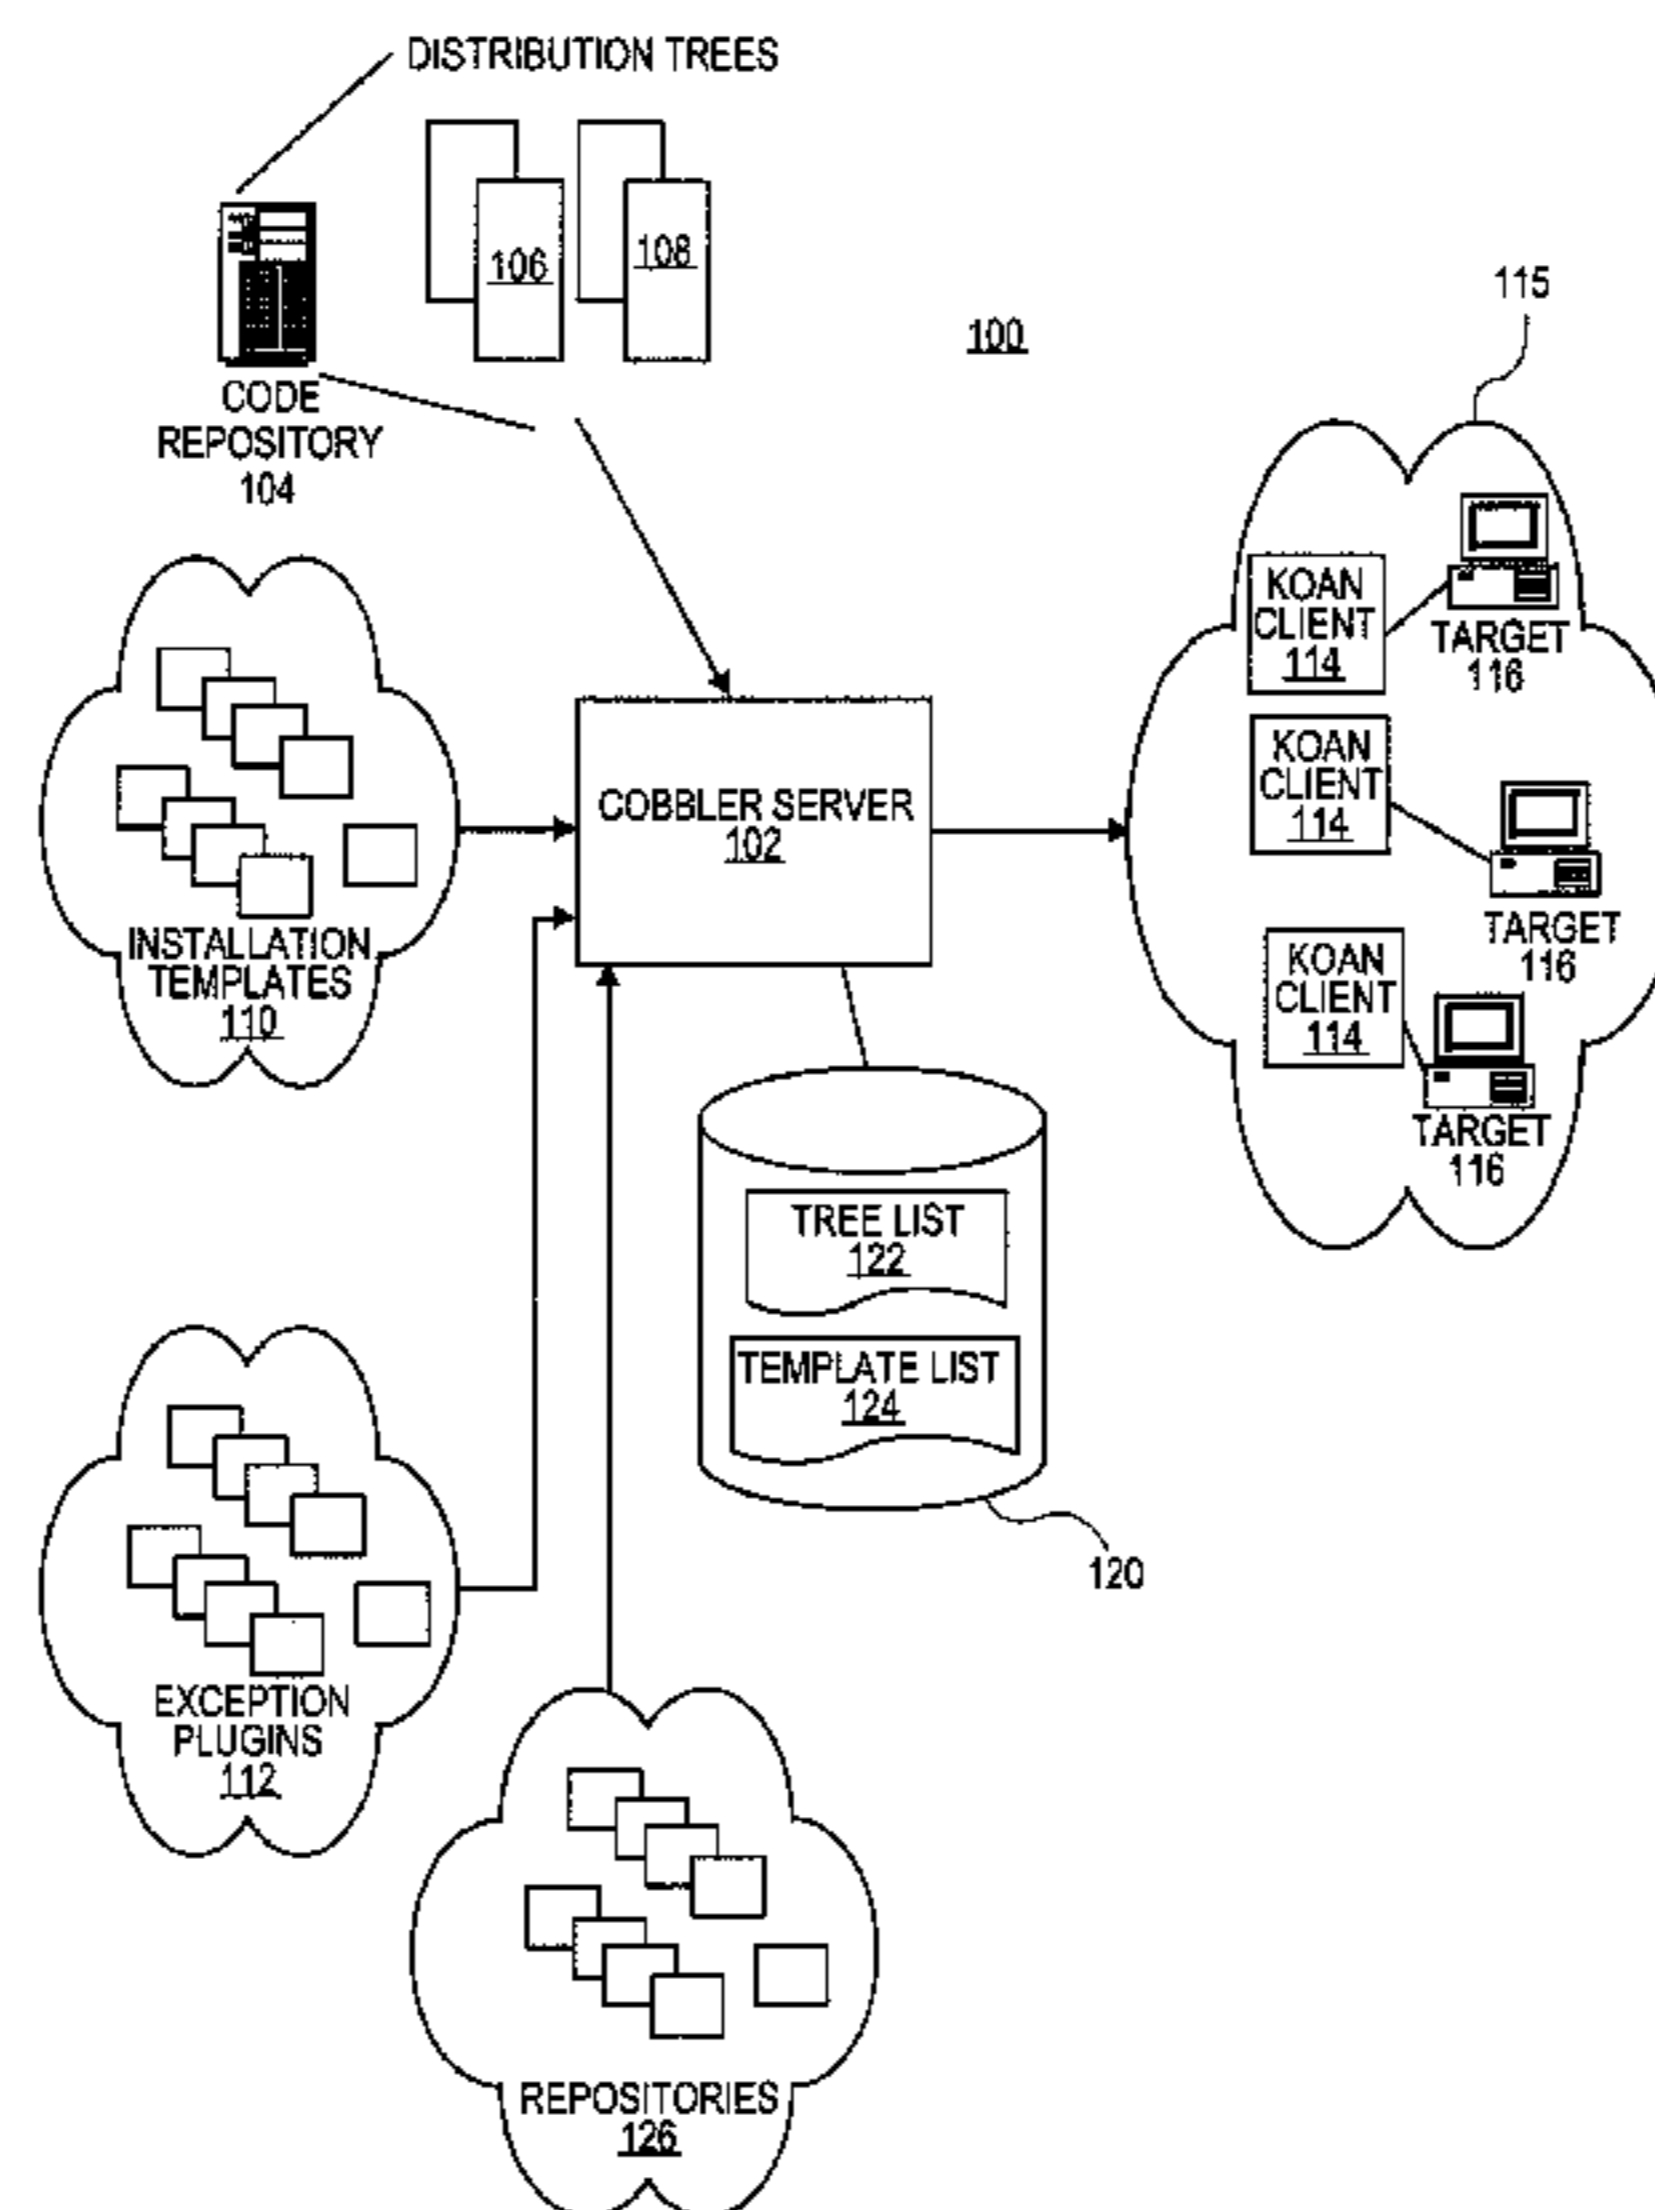 DISTRIBUTION TREES
106
108
100
115
CODE
REPOSITORY
104
KOAN
CLIENT
114
TARGET
116
KOAN
CLIENT
114
TARGET
116
KOAN
CLIENT
114
TARGET
116
COBBLER SERVER
102
INSTALLATION
TEMPLATES
110
TREE LIST
122
TEMPLATE LIST
124
120
EXCEPTION
PLUGINS
112
REPOSITORIES
126